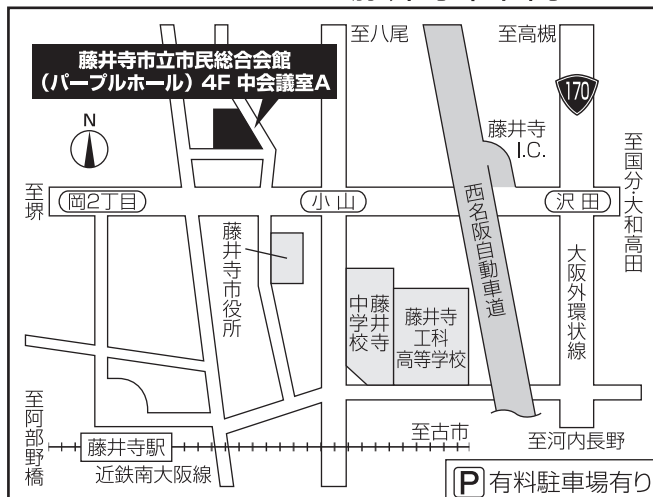 至八尾
至高槻
藤井寺市立市民総合会館
（パープルホール）4F 中会議室A
170
N
藤井寺
I.C.
至国分・大和高田
至堺
岡2丁目
小山
沢田
西名阪自動車道
藤井寺市役所
大阪外環状線
藤井寺
中学校
藤井寺
工科
高等学校
至阿部野橋
藤井寺駅
至古市
至河内長野
近鉄南大阪線
P 有料駐車場有り